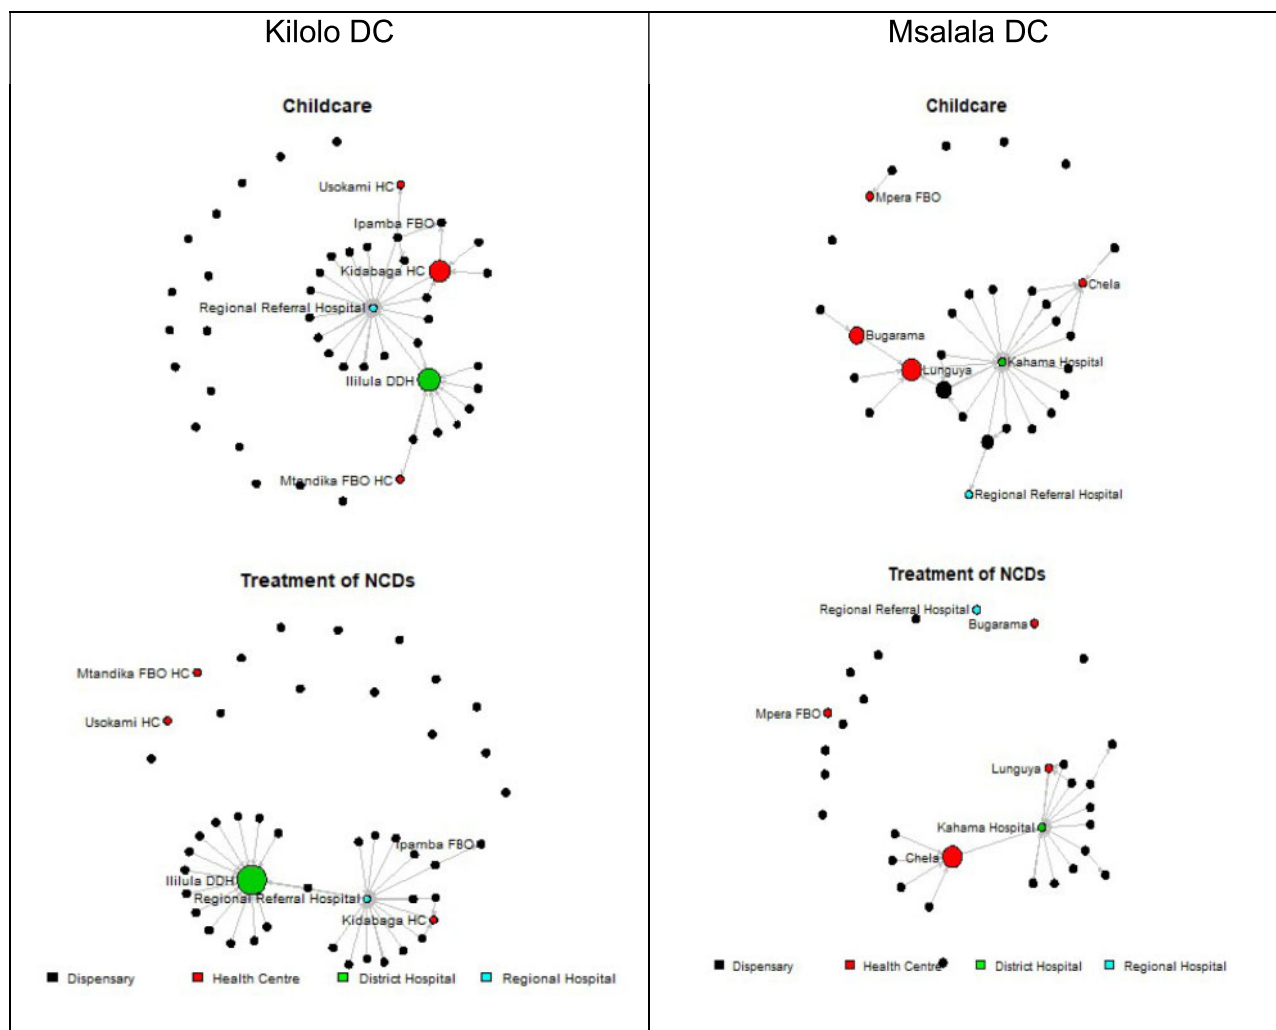 Kilolo DC
Msalala DC
Childcare
Usokami HC
Ipamba FBO
Kidabaga HC
Regional Referral Hospital
Ililula DDH
Mtandika FBO HC
Childcare
Mpera FBO
Chela
Bugarama
Kahama Hospital
Lunguya
Regional Referral Hospital
Treatment of NCDs
Mtandika FBO HC
Usokami HC
Ipamba FBO
Ililula DDH
Regional Referral Hospital
Kidabaga HC
Dispensary Health Centre District Hospital Regional Hospital
Treatment of NCDs
Regional Referral Hospital
Bugarama
Mpera FBO
Lunguya
Kahama Hospital
Chela
Dispensary Health Centre District Hospital Regional Hospital